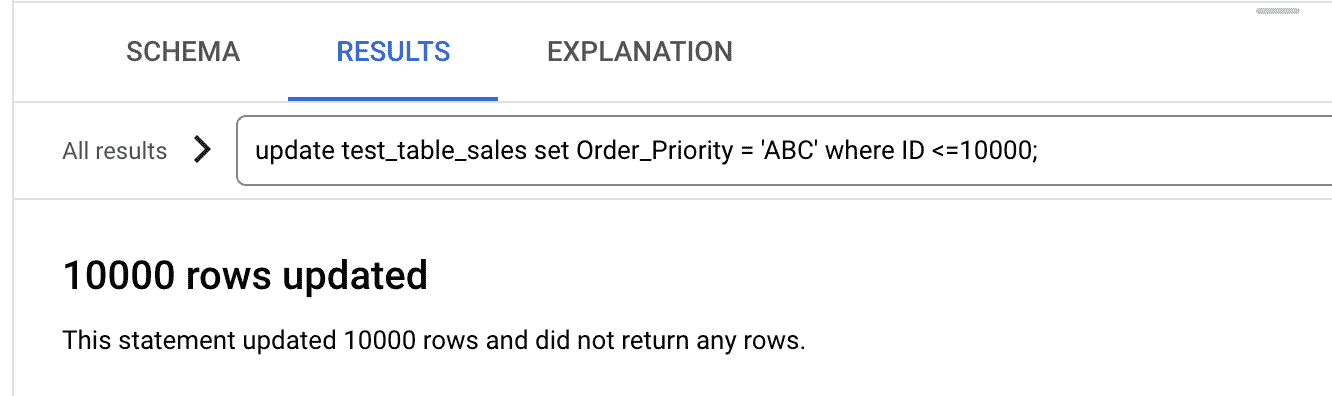 SCHEMA RESULTS EXPLANATION
All results update test_table_sales set Order_Priority = 'ABC' where ID <=10000;
10000 rows updated
This statement updated 10000 rows and did not return any rows.